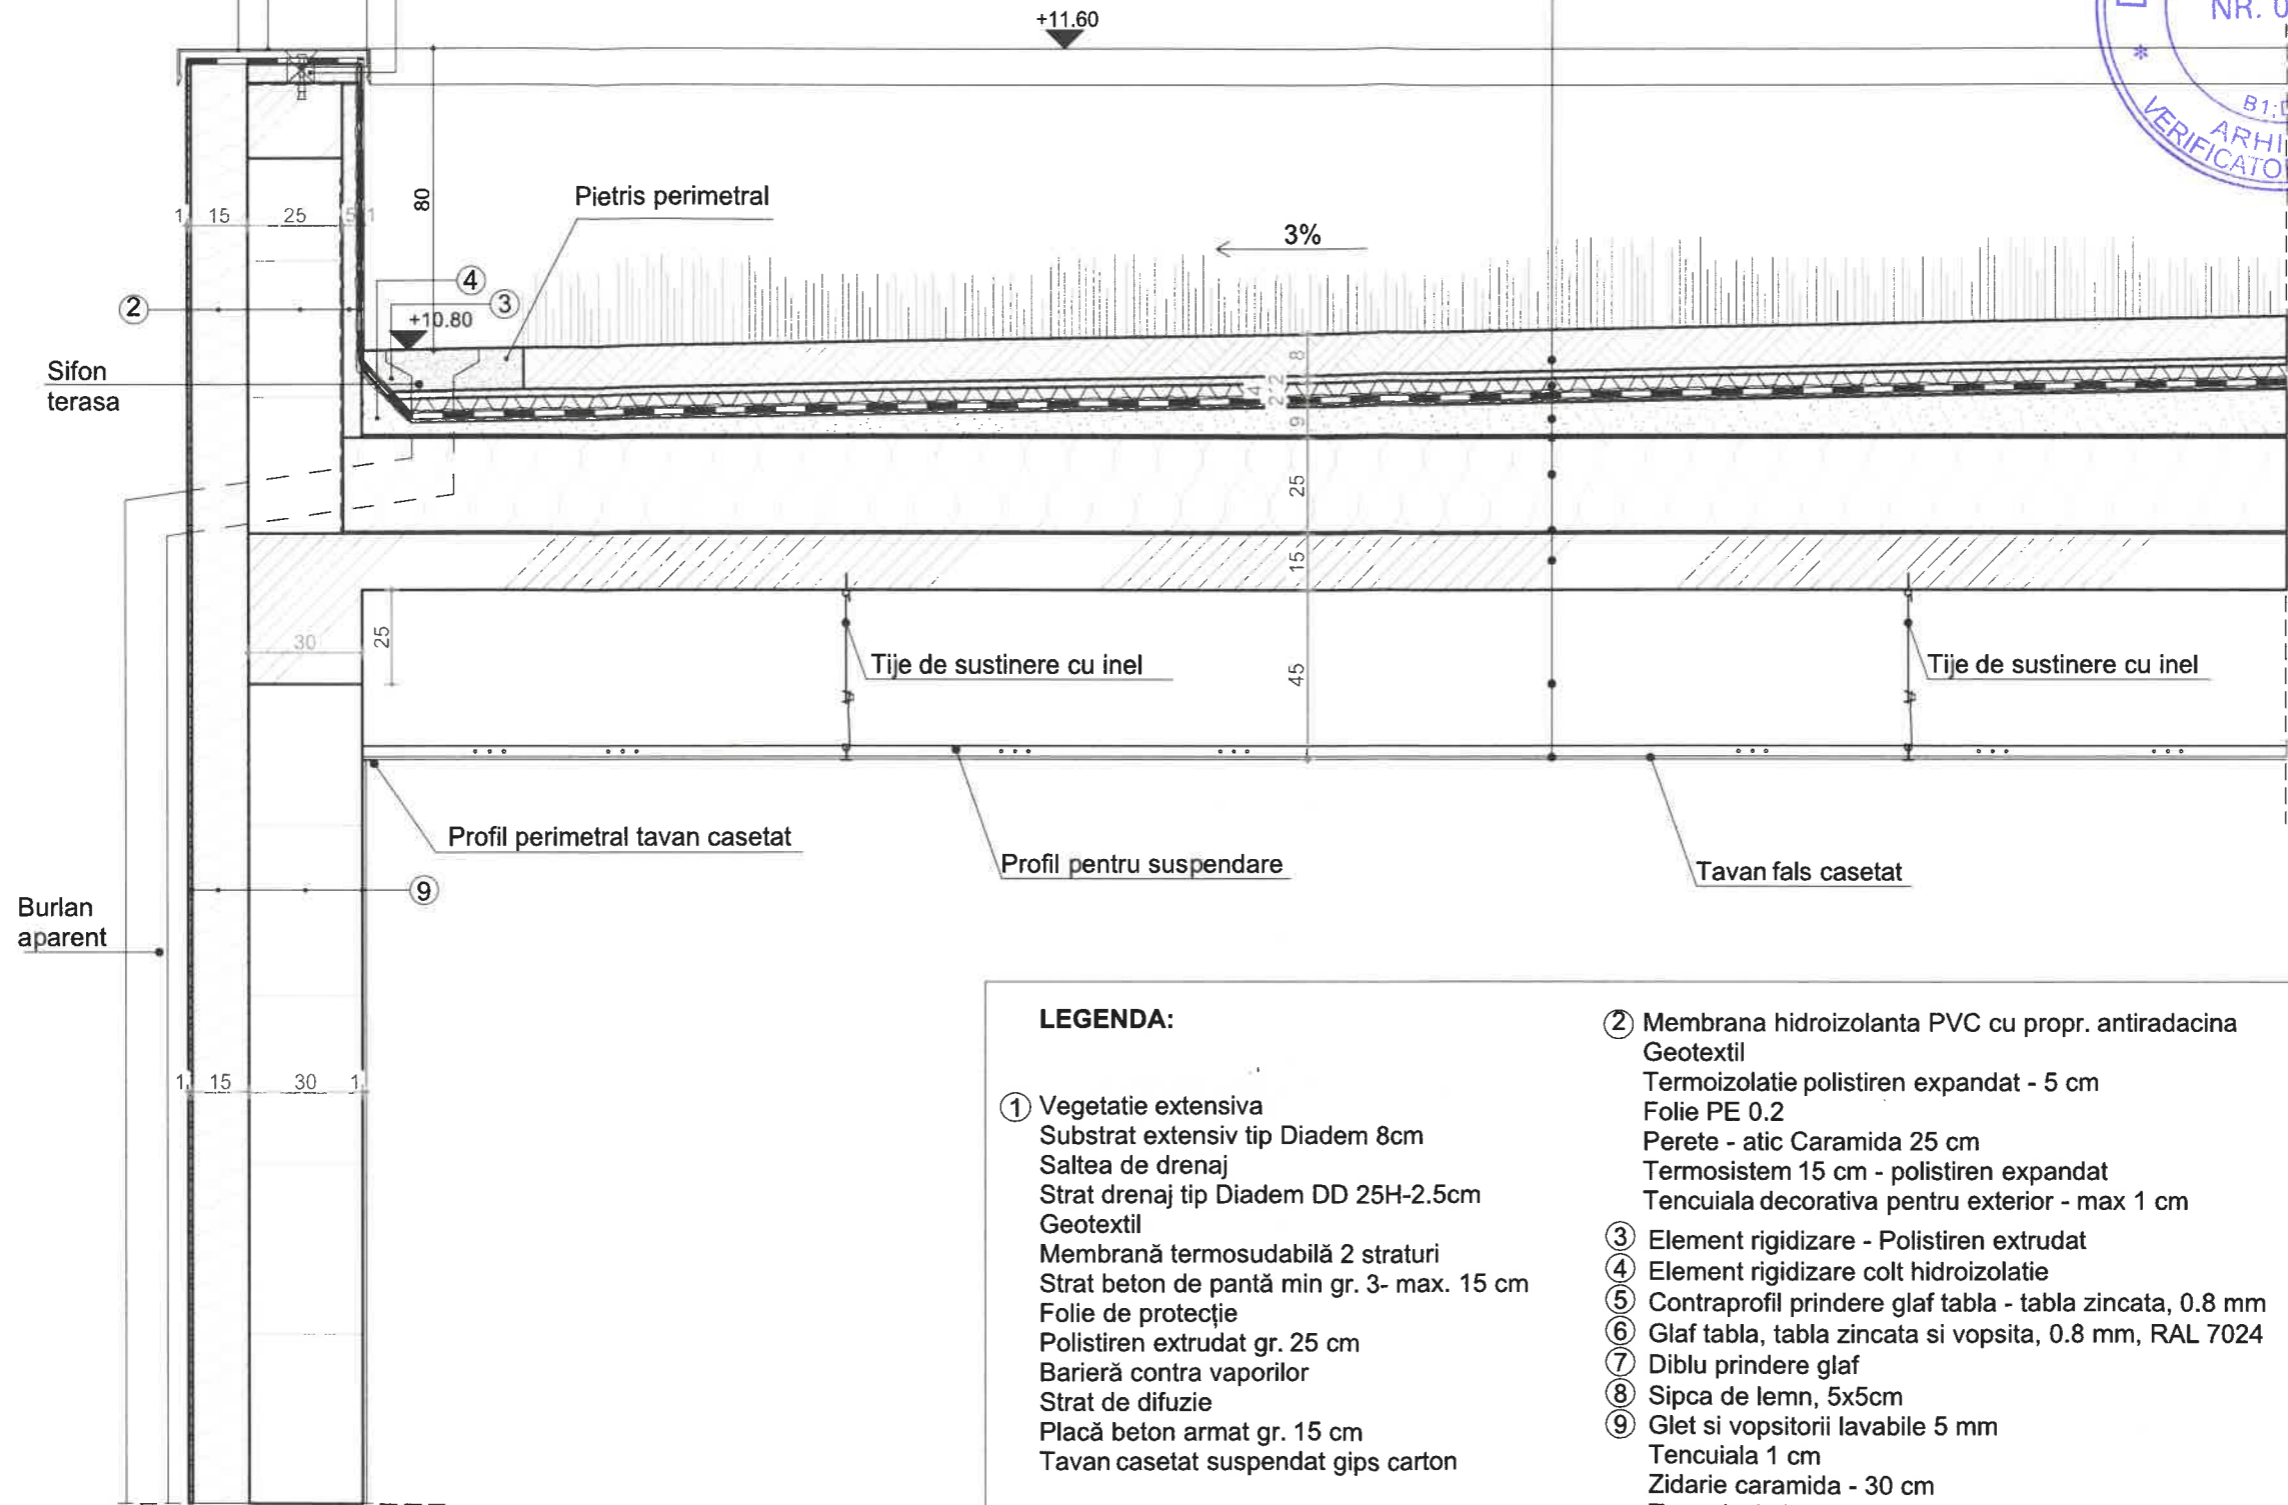 +11.60
NR. 0
B1;D
ARHI
VERIFICATO
1 15 25 5 1
80
Pietris perimetral
3%
4
3
2
+10.80
Sifon
terasa
8
2
4
2
2
9
25
15
45
30
25
Tije de sustinere cu inel
Tije de sustinere cu inel
Profil perimetral tavan casetat
Profil pentru suspendare
Tavan fals casetat
9
Burlan
aparent
1 15 30 1
LEGENDA:
1 Vegetatie extensiva
Substrat extensiv tip Diadem 8cm
Saltea de drenaj
Strat drenaj tip Diadem DD 25H-2.5cm
Geotextil
Membrană termosudabilă 2 straturi
Strat beton de pantă min gr. 3- max. 15 cm
Folie de protecție
Polistiren extrudat gr. 25 cm
Barieră contra vaporilor
Strat de difuzie
Placă beton armat gr. 15 cm
Tavan casetat suspendat gips carton
2 Membrana hidroizolanta PVC cu propr. antiradacina
Geotextil
Termoizolatie polistiren expandat - 5 cm
Folie PE 0.2
Perete - atic Caramida 25 cm
Termosistem 15 cm - polistiren expandat
Tencuiala decorativa pentru exterior - max 1 cm
3 Element rigidizare - Polistiren extrudat
4 Element rigidizare colt hidroizolatie
5 Contraprofil prindere glaf tabla - tabla zincata, 0.8 mm
6 Glaf tabla, tabla zincata si vopsita, 0.8 mm, RAL 7024
7 Diblu prindere glaf
8 Sipca de lemn, 5x5cm
9 Glet si vopsitorii lavabile 5 mm
Tencuiala 1 cm
Zidarie caramida - 30 cm